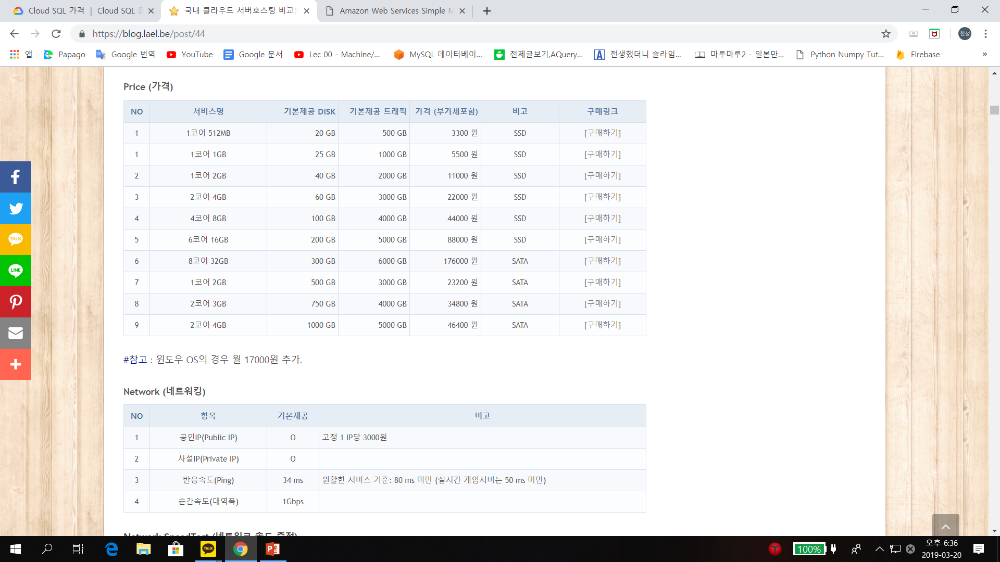 Cloud SQL 가격 | Cloud SQL
국내 클라우드 서버호스팅 비교(
Amazon Web Services Simple
https://blog.lael.be/post/44
한성
앱
Papago
Google 번역
YouTube
Google 문서
Lec 00 - Machine/...
MySQL 데이터베이...
전체글보기,AQuery...
전생했더니 슬라임...
마루마루2 - 일본만...
Python Numpy Tut...
Firebase
»
Price (가격)
NO 서비스명 기본제공 DISK 기본제공 트래픽 가격 (부가세포함) 비고 구매링크
1 1코어 512MB 20 GB 500 GB 3300 원 SSD [구매하기]
1 1코어 1GB 25 GB 1000 GB 5500 원 SSD [구매하기]
2 1코어 2GB 40 GB 2000 GB 11000 원 SSD [구매하기]
3 2코어 4GB 60 GB 3000 GB 22000 원 SSD [구매하기]
4 4코어 8GB 100 GB 4000 GB 44000 원 SSD [구매하기]
5 6코어 16GB 200 GB 5000 GB 88000 원 SSD [구매하기]
6 8코어 32GB 300 GB 6000 GB 176000 원 SATA [구매하기]
7 1코어 2GB 500 GB 3000 GB 23200 원 SATA [구매하기]
8 2코어 3GB 750 GB 4000 GB 34800 원 SATA [구매하기]
9 2코어 4GB 1000 GB 5000 GB 46400 원 SATA [구매하기]
TALK
LINE
#참고 : 윈도우 OS의 경우 월 17000원 추가.
Network (네트워킹)
NO 항목 기본제공 비고
1 공인IP(Public IP) O 고정 1 IP당 3000원
2 사설IP(Private IP) O
3 반응속도(Ping) 34 ms 원활한 서비스 기준: 80 ms 미만 (실시간 게임서버는 50 ms 미만)
4 순간속도(대역폭) 1Gbps
Network SpeedTest (네트워크 속도 측정)
TALK
100%
오후 6:36
2019-03-20